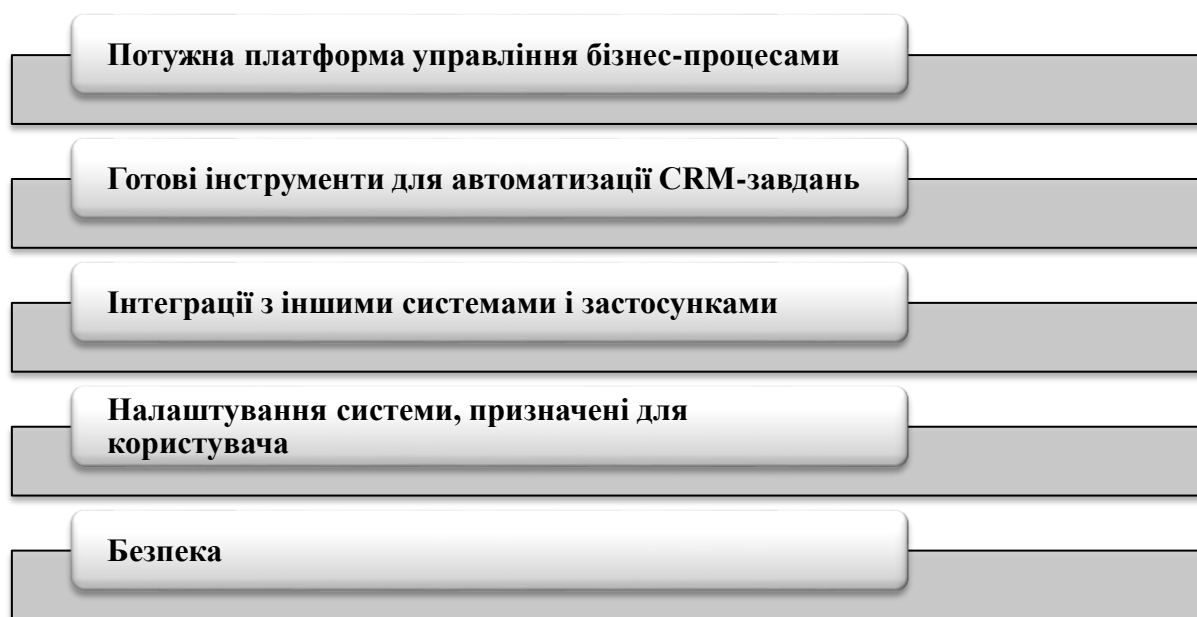 Потужна платформа управління бізнес-процесами
Готові інструменти для автоматизації CRM-завдань
Інтеграції з іншими системами і застосунками
Налаштування системи, призначені для
користувача
Безпека